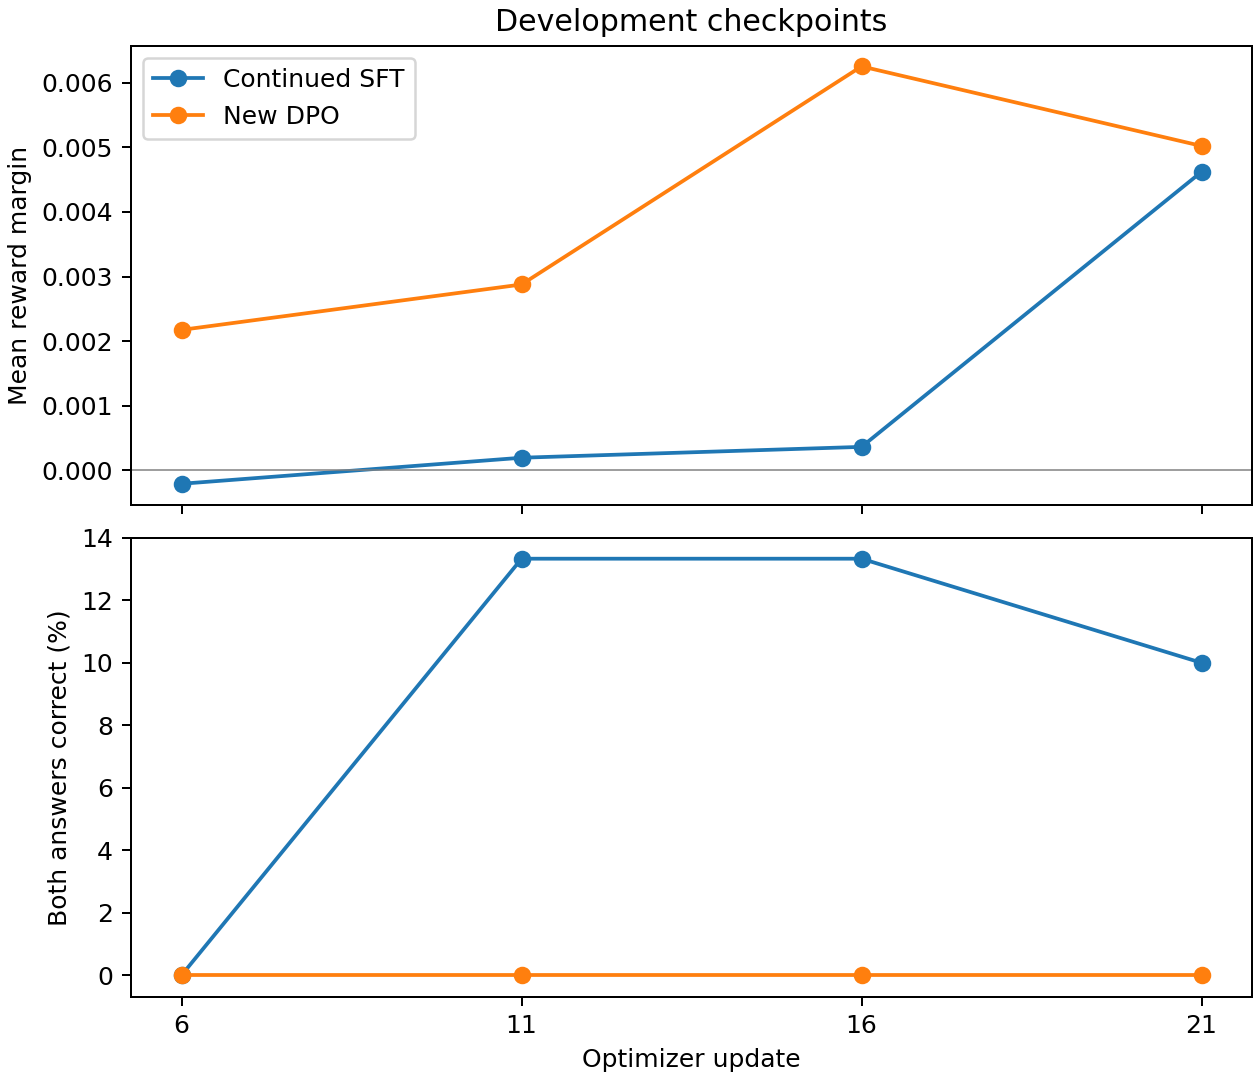 Development checkpoints
Continued SFT
New DPO
Mean reward margin
0.006
0.005
0.004
0.003
0.002
0.001
0.000
Both answers correct (%)
14
12
10
8
6
4
2
0
6 11 16 21
Optimizer update